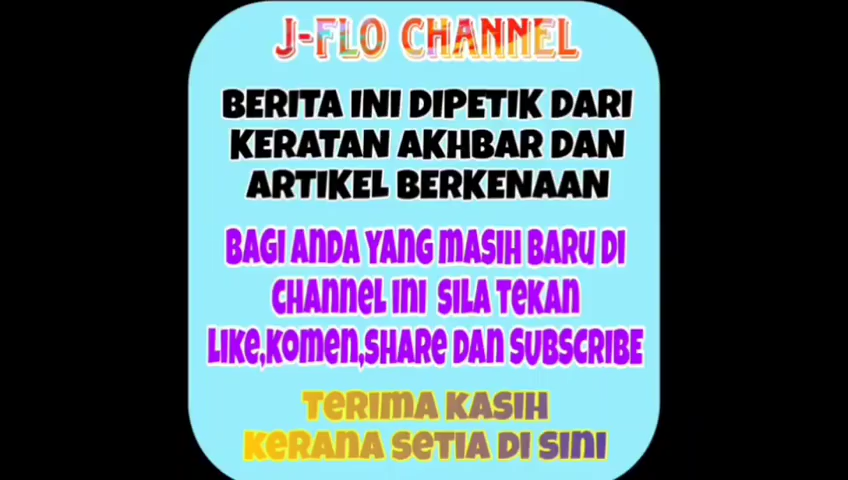 J-FLO CHANNEL
BERITA INI DIPETIK DARI
KERATAN AKHBAR DAN
ARTIKEL BERKENAAN
BAGI ANDA YANG MASIH BARU DI
CHANNEL INI SILA TEKAN
LIKE,KOMEN,SHARE DAN SUBSCRIBE
TERIMA KASIH
KERANA SETIA DI SINI